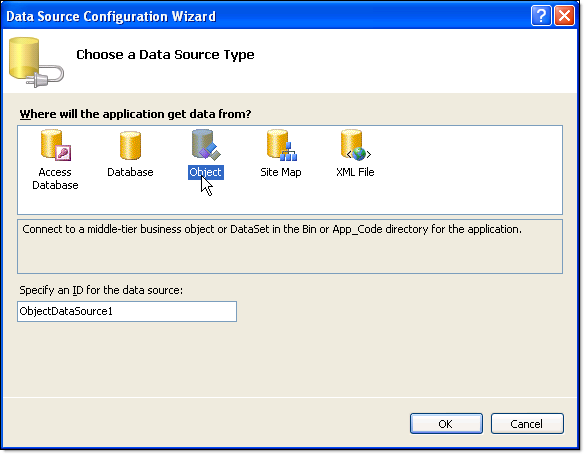 Data Source Configuration Wizard
Choose a Data Source Type
Where will the application get data from?
Access
Database
Database
Object
Site Map
XML File
Connect to a middle-tier business object or DataSet in the Bin or App_Code directory for the application.
Specify an ID for the data source:
ObjectDataSource1
OK
Cancel